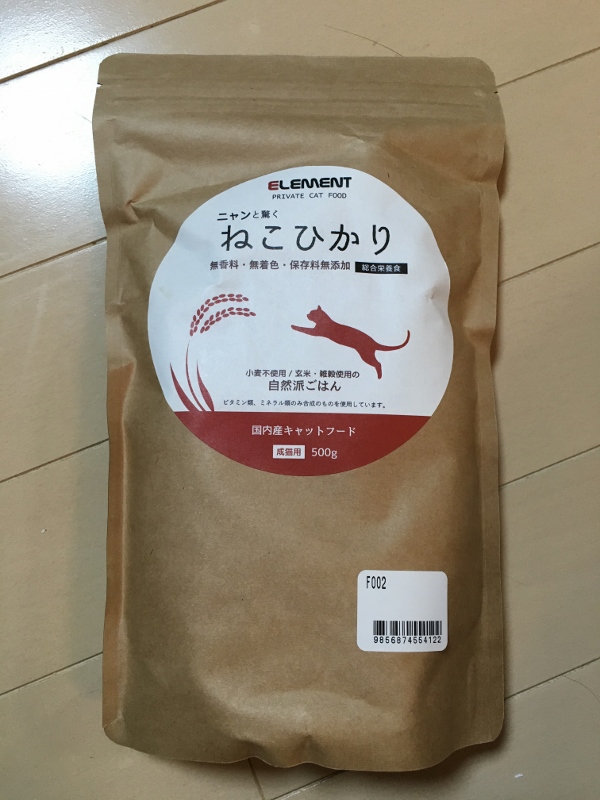 ELEMENT
PRIVATE CAT FOOD
ニャンと驚く
ねこひかり
無香料・無着色・保存料無添加 総合栄養食
小麦不使用 / 玄米・雑穀使用の
自然派ごはん
ビタミン類、ミネラル類のみ合成のものを使用しています。
国内産キャットフード
成猫用 500g
F002
9856874554122